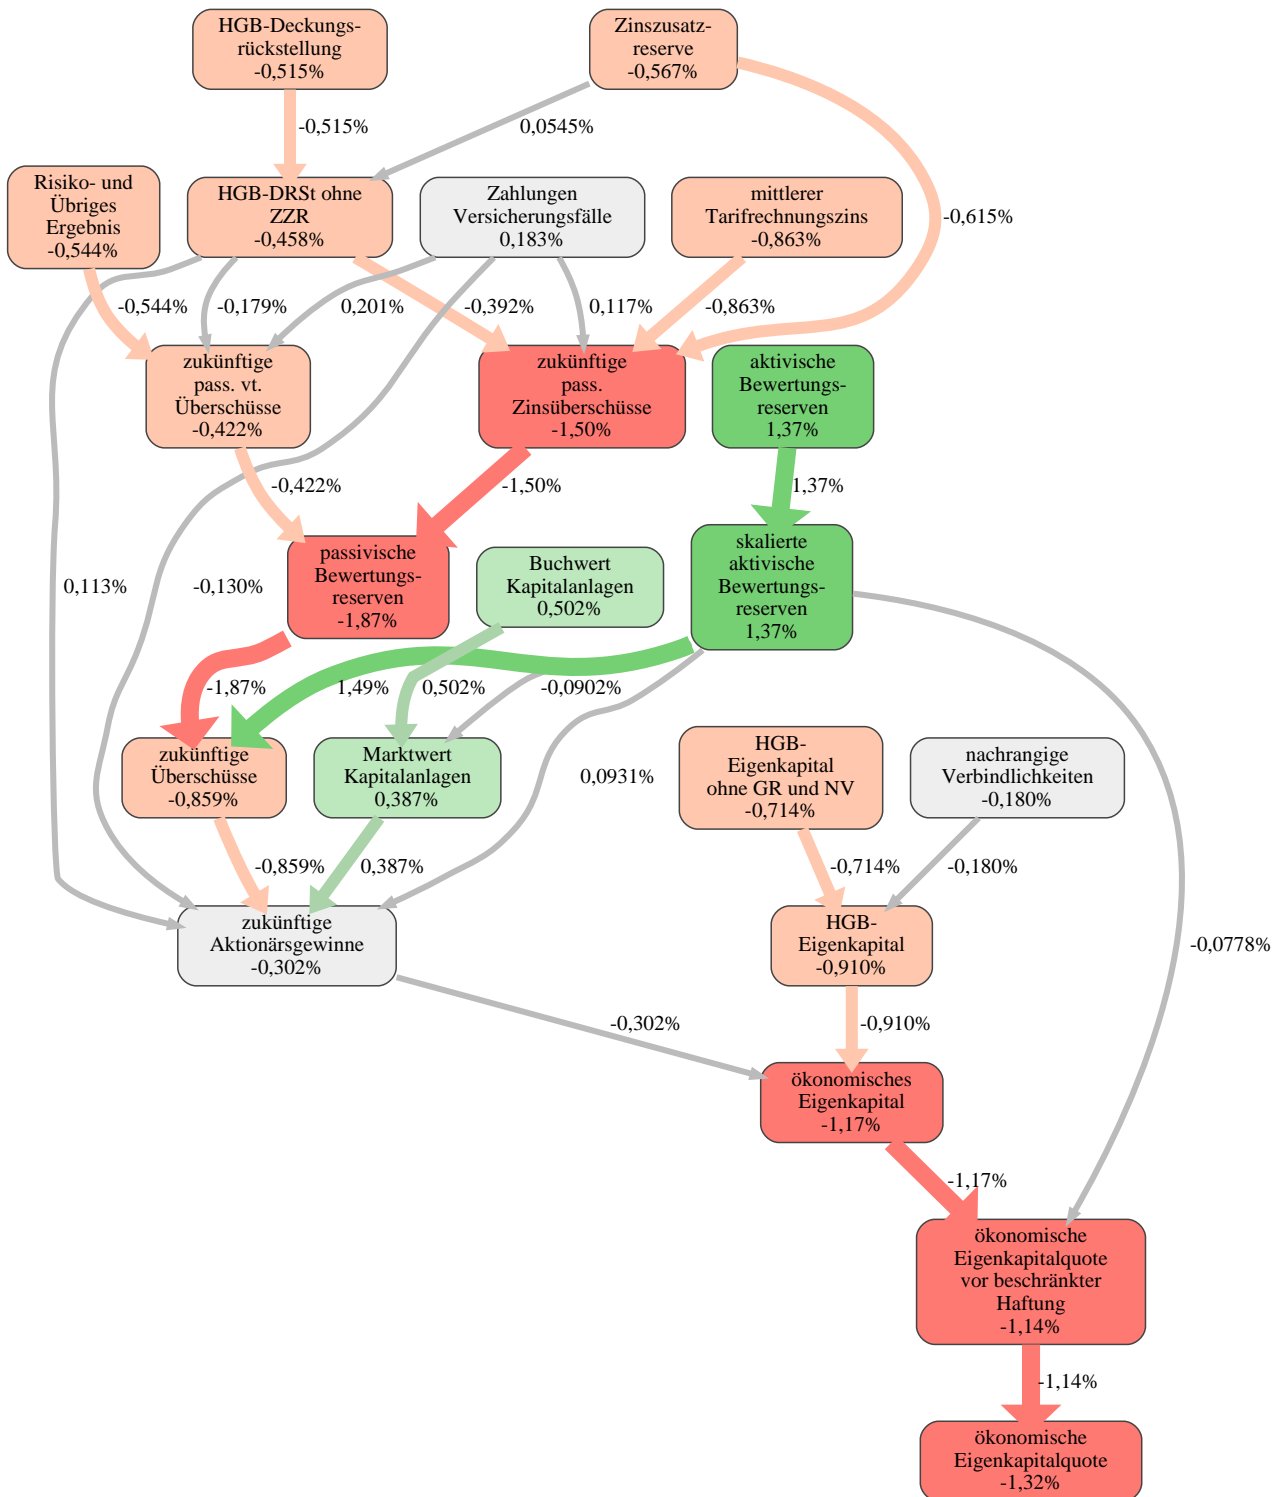 HGB-Deckungs-
rückstellung
-0,515%
Zinszusatz-
reserve
-0,567%
-0,515%
0,0545%
Risiko- und
Übriges
Ergebnis
-0,544%
HGB-DRSt ohne
ZZR
-0,458%
Zahlungen
Versicherungsfälle
0,183%
mittlerer
Tarifrechnungszins
-0,863%
-0,615%
-0,544%
-0,179%
0,201%
-0,392%
0,117%
-0,863%
zukünftige
pass. vt.
Überschüsse
-0,422%
zukünftige
pass.
Zinsüberschüsse
-1,50%
aktivische
Bewertungs-
reserven
1,37%
-0,422%
-1,50%
1,37%
passivische
Bewertungs-
reserven
-1,87%
Buchwert
Kapitalanlagen
0,502%
skalierte
aktivische
Bewertungs-
reserven
1,37%
0,113%
-0,130%
-1,87%
1,49%
0,502%
-0,0902%
zukünftige
Überschüsse
-0,859%
Marktwert
Kapitalanlagen
0,387%
0,0931%
HGB-
Eigenkapital
ohne GR und NV
-0,714%
nachrangige
Verbindlichkeiten
-0,180%
-0,859%
0,387%
-0,714%
-0,180%
zukünftige
Aktionärsgewinne
-0,302%
HGB-
Eigenkapital
-0,910%
-0,0778%
-0,302%
-0,910%
ökonomisches
Eigenkapital
-1,17%
-1,17%
ökonomische
Eigenkapitalquote
vor beschränkter
Haftung
-1,14%
-1,14%
ökonomische
Eigenkapitalquote
-1,32%